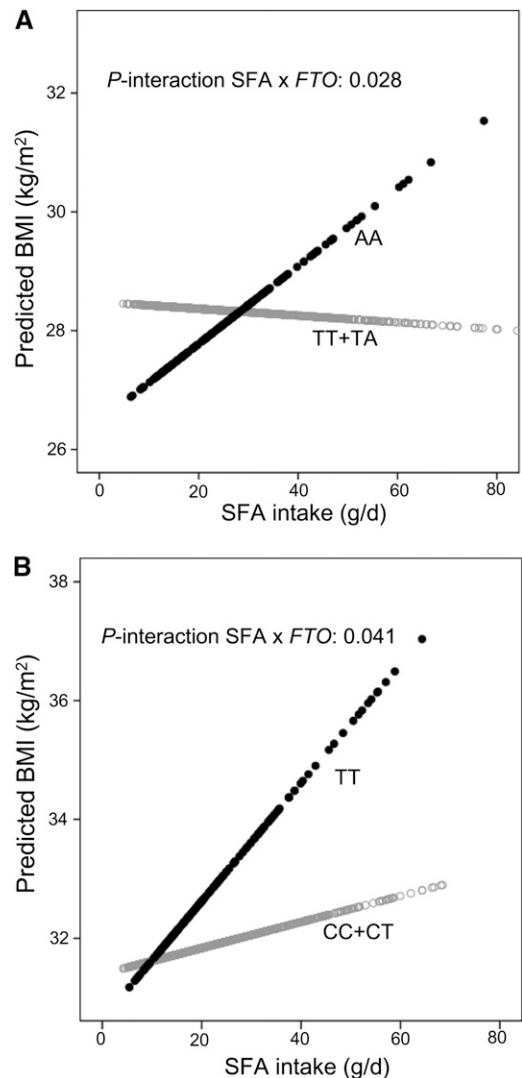 A
P-interaction SFA x FTO: 0.028
Predicted BMI (kg/m²)
32
30
28
26
AA
TT+TA
0 20 40 60 80
SFA intake (g/d)
B
P-interaction SFA x FTO: 0.041
Predicted BMI (kg/m²)
38
36
34
32
TT
CC+CT
0 20 40 60 80
SFA intake (g/d)